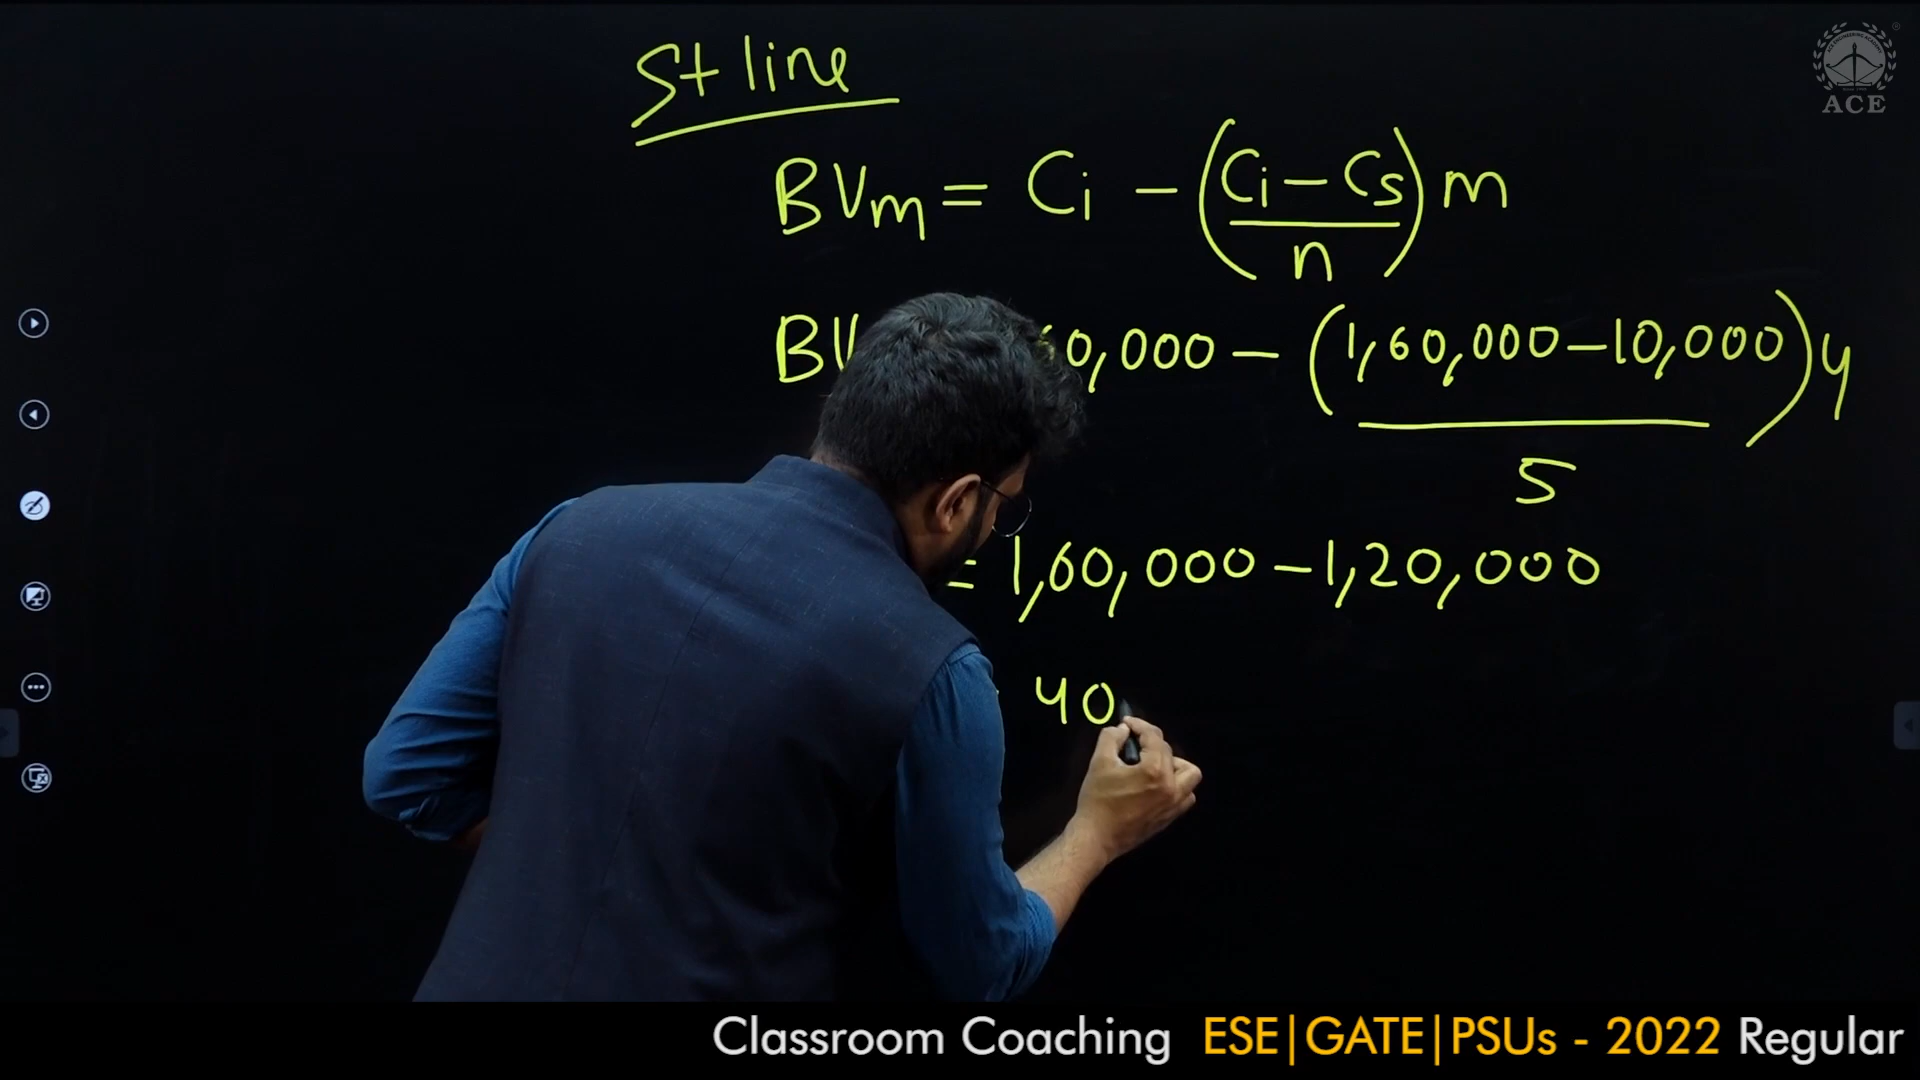 St line
BVm = Ci - (Ci - Cs / n) m
BV 60,000 - (1,60,000 - 10,000 / 5) 4
= 1,60,000 - 1,20,000
40
ACE
Classroom Coaching ESE|GATE|PSUs - 2022 Regular